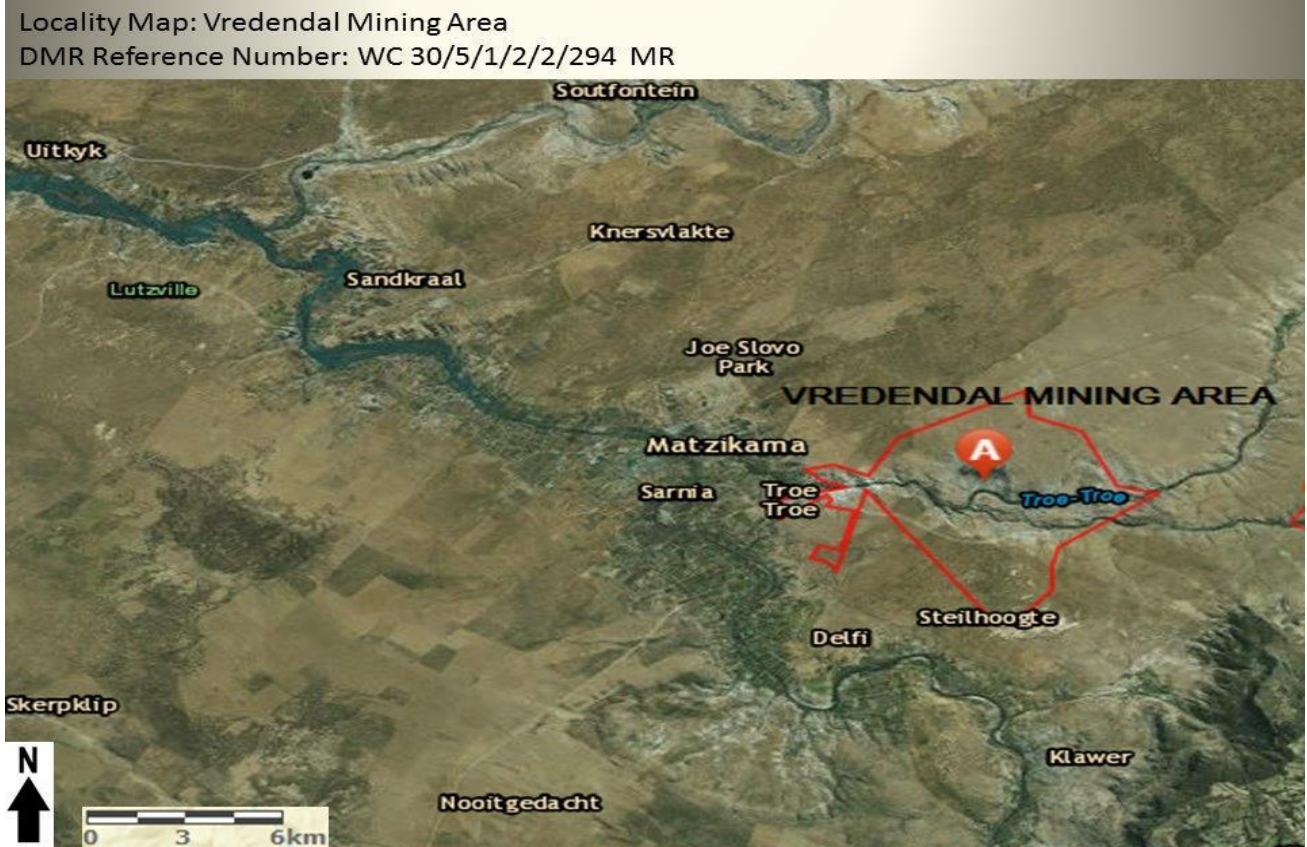 Locality Map: Vredendal Mining Area
DMR Reference Number: WC 30/5/1/2/2/294 MR
Soutfontein
Uitkyk
Knersvlakte
Sandkraal
Lutzville
Joe Slovo
Park
VREDENDAL MINING AREA
Matzikama
A
Sarnia
Troe
Troe
Troe-Troe
Steilhoogte
Delfi
Skerpklip
Klawer
N
Nooitgedacht
0 3 6km